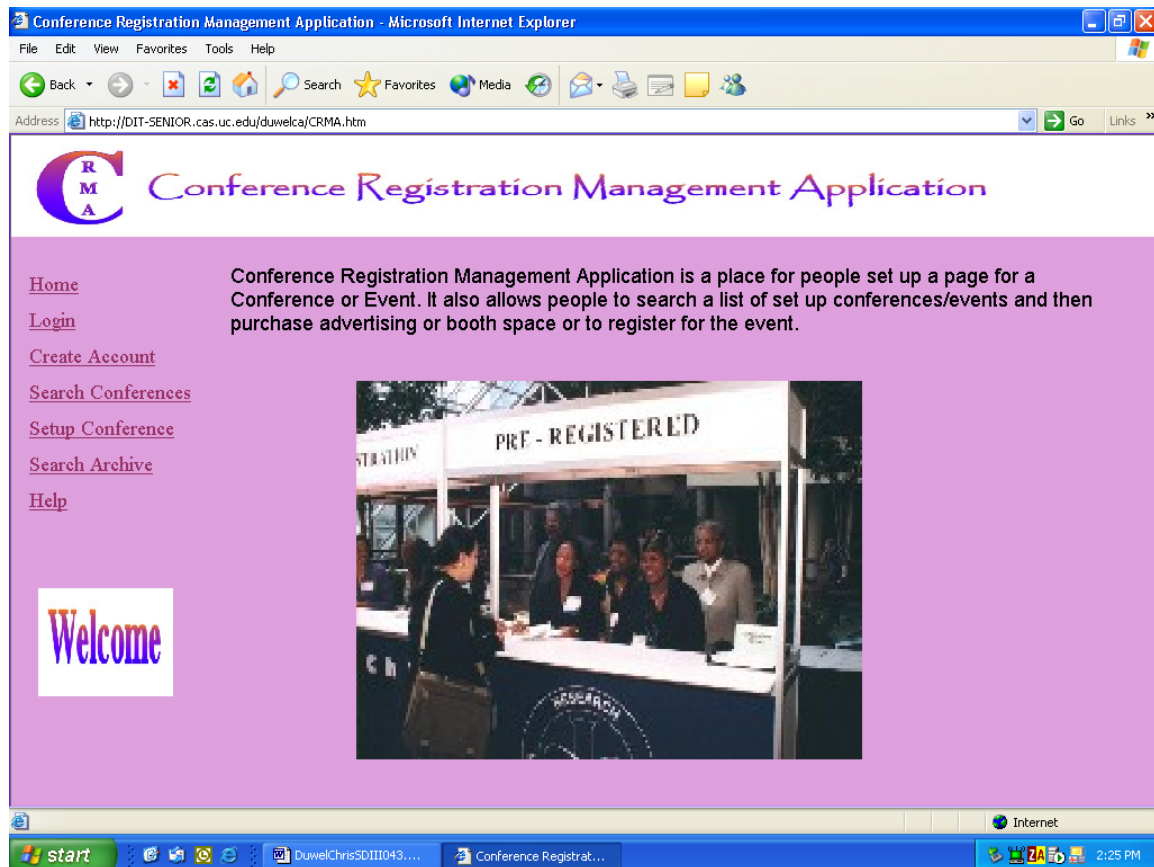 Conference Registration Management Application - Microsoft Internet Explorer
File Edit View Favorites Tools Help
Back Search Favorites Media
Address http://DIT-SENIOR.cas.uc.edu/duwelca/CRMA.htm Go Links »
CRMA Conference Registration Management Application
Conference Registration Management Application is a place for people set up a page for a
Conference or Event. It also allows people to search a list of set up conferences/events and then
purchase advertising or booth space or to register for the event.
Home
Login
Create Account
Search Conferences
Setup Conference
Search Archive
Help
Welcome
PRE - REGISTERED
RESEARCH
Internet
start DuwelChrisSDIII043.... Conference Registrat... ZA 2:25 PM